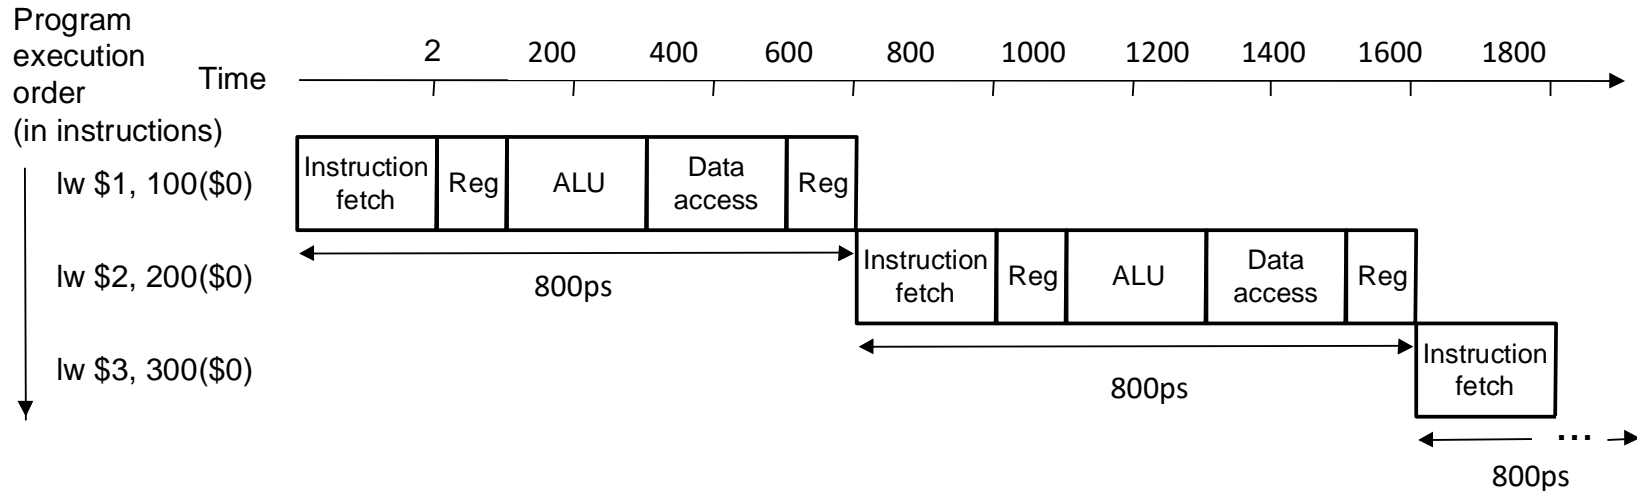 Program
execution
order
(in instructions)
Time
2 200 400 600 800 1000 1200 1400 1600 1800
lw $1, 100($0)
Instruction
fetch
Reg
ALU
Data
access
Reg
800ps
lw $2, 200($0)
Instruction
fetch
Reg
ALU
Data
access
Reg
800ps
lw $3, 300($0)
Instruction
fetch
...
800ps